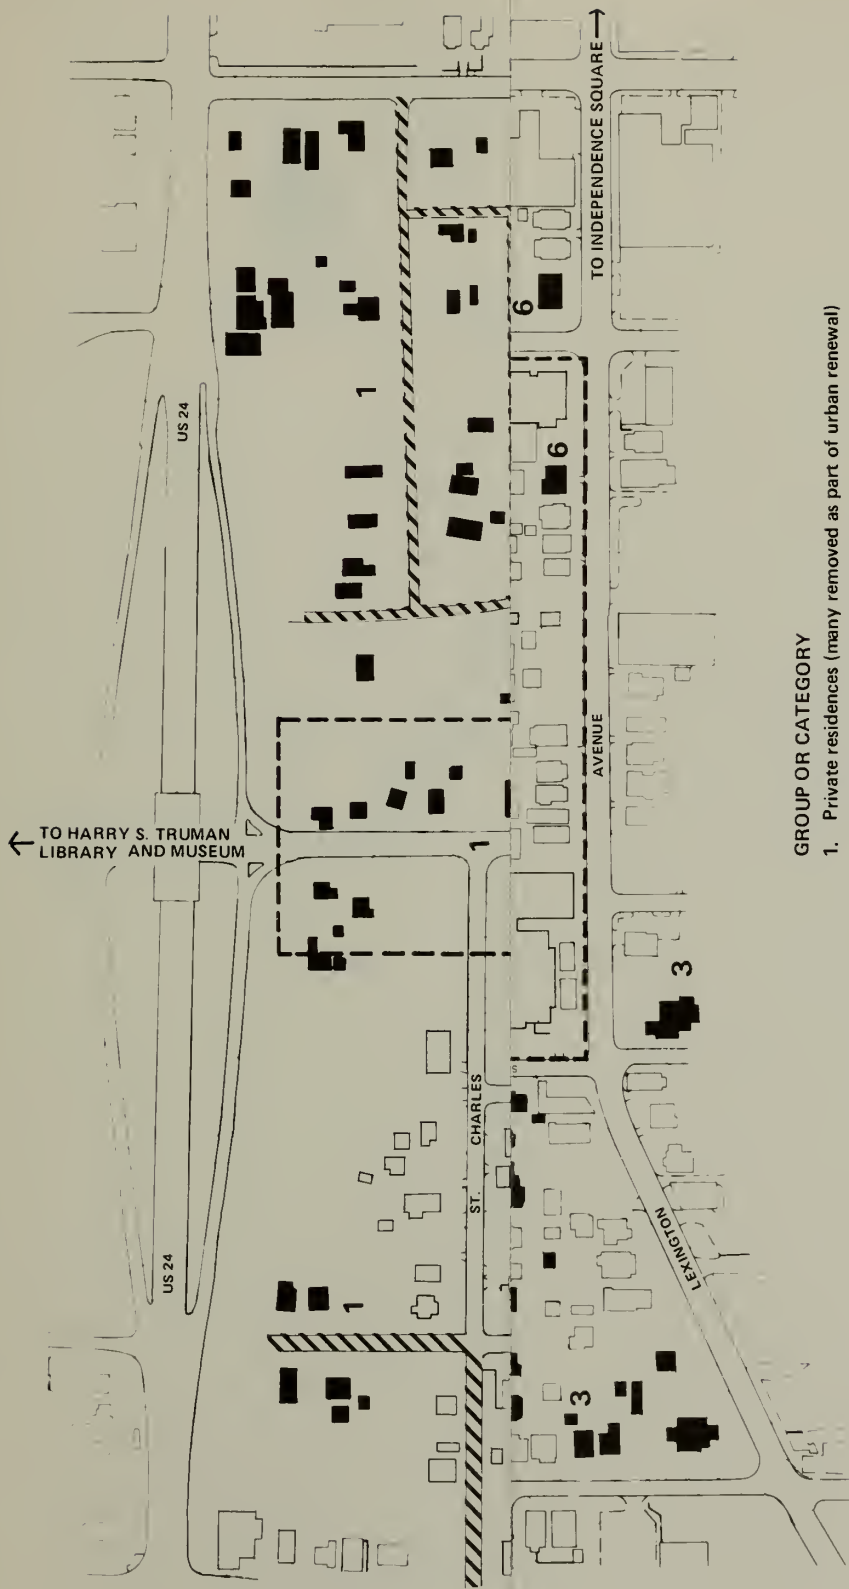 ← TO HARRY S. TRUMAN
LIBRARY AND MUSEUM
US 24
US 24
1
1
1
ST. CHARLES
AVENUE
LEXINGTON
TO INDEPENDENCE SQUARE →
6
6
3
3
S
GROUP OR CATEGORY
1. Private residences (many removed as part of urban renewal)